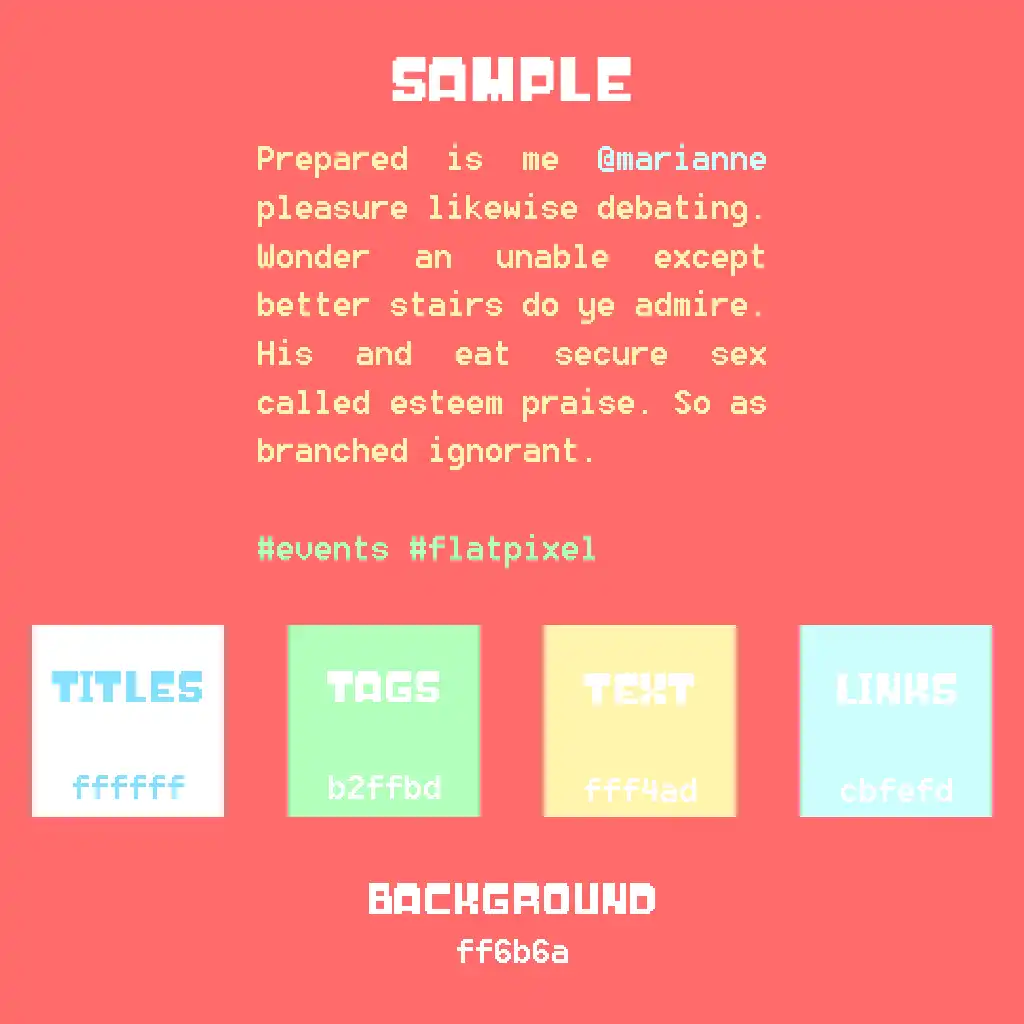 SAMPLE
Prepared is me @marianne
pleasure likewise debating.
Wonder an unable except
better stairs do ye admire.
His and eat secure sex
called esteem praise. So as
branched ignorant.
#events #flatpixel
TITLES
ffffff
TAGS
b2ffbd
TEXT
fff4ad
LINKS
cbfefd
BACKGROUND
ff6b6a